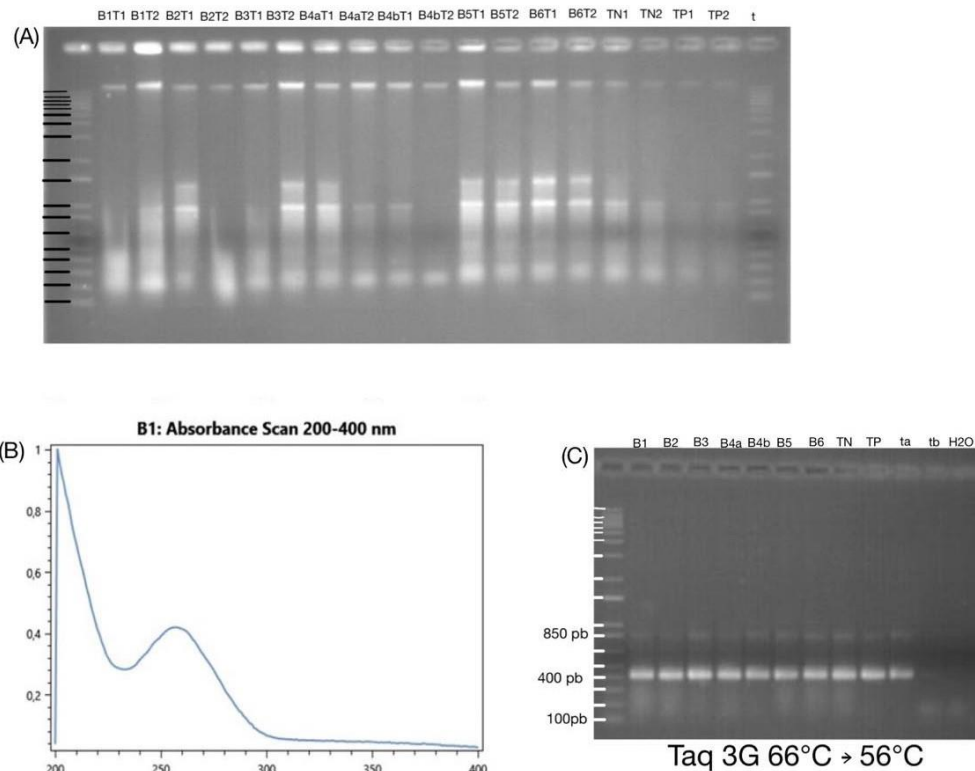 (A)
B1T1 B1T2 B2T1 B2T2 B3T1 B3T2 B4aT1 B4aT2 B4bT1 B4bT2 B5T1 B5T2 B6T1 B6T2 TN1 TN2 TP1 TP2 t
(B)
B1: Absorbance Scan 200-400 nm
1
0,8
0,6
0,4
0,2
200 250 300 350 400
(C)
B1 B2 B3 B4a B4b B5 B6 TN TP ta tb H2O
850 pb
400 pb
100pb
Taq 3G 66°C → 56°C